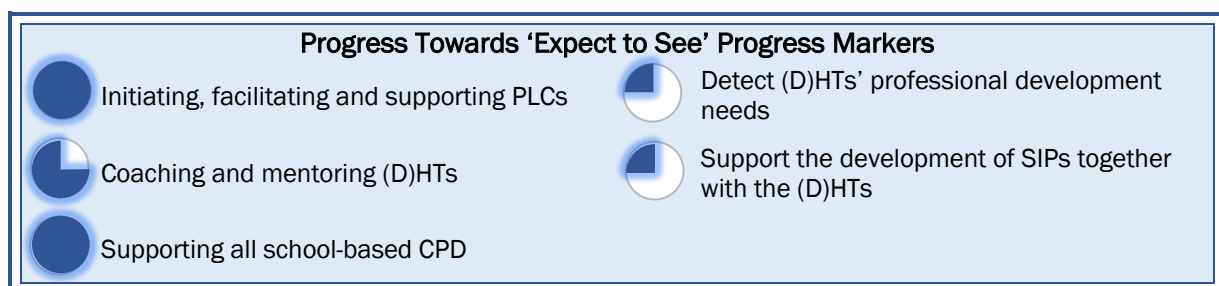 Progress Towards ‘Expect to See’ Progress Markers
Initiating, facilitating and supporting PLCs
Coaching and mentoring (D)HTs
Supporting all school-based CPD
Detect (D)HTs’ professional development
needs
Support the development of SIPs together
with the (D)HTs